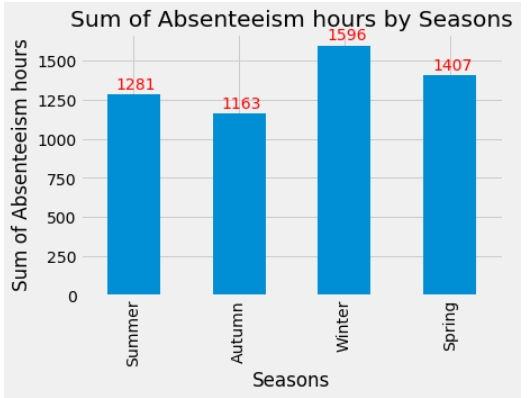 Sum of Absenteeism hours by Seasons
Sum of Absenteeism hours
1500
1250
1000
750
500
250
0
1281
1163
1596
1407
Summer
Autumn
Winter
Spring
Seasons